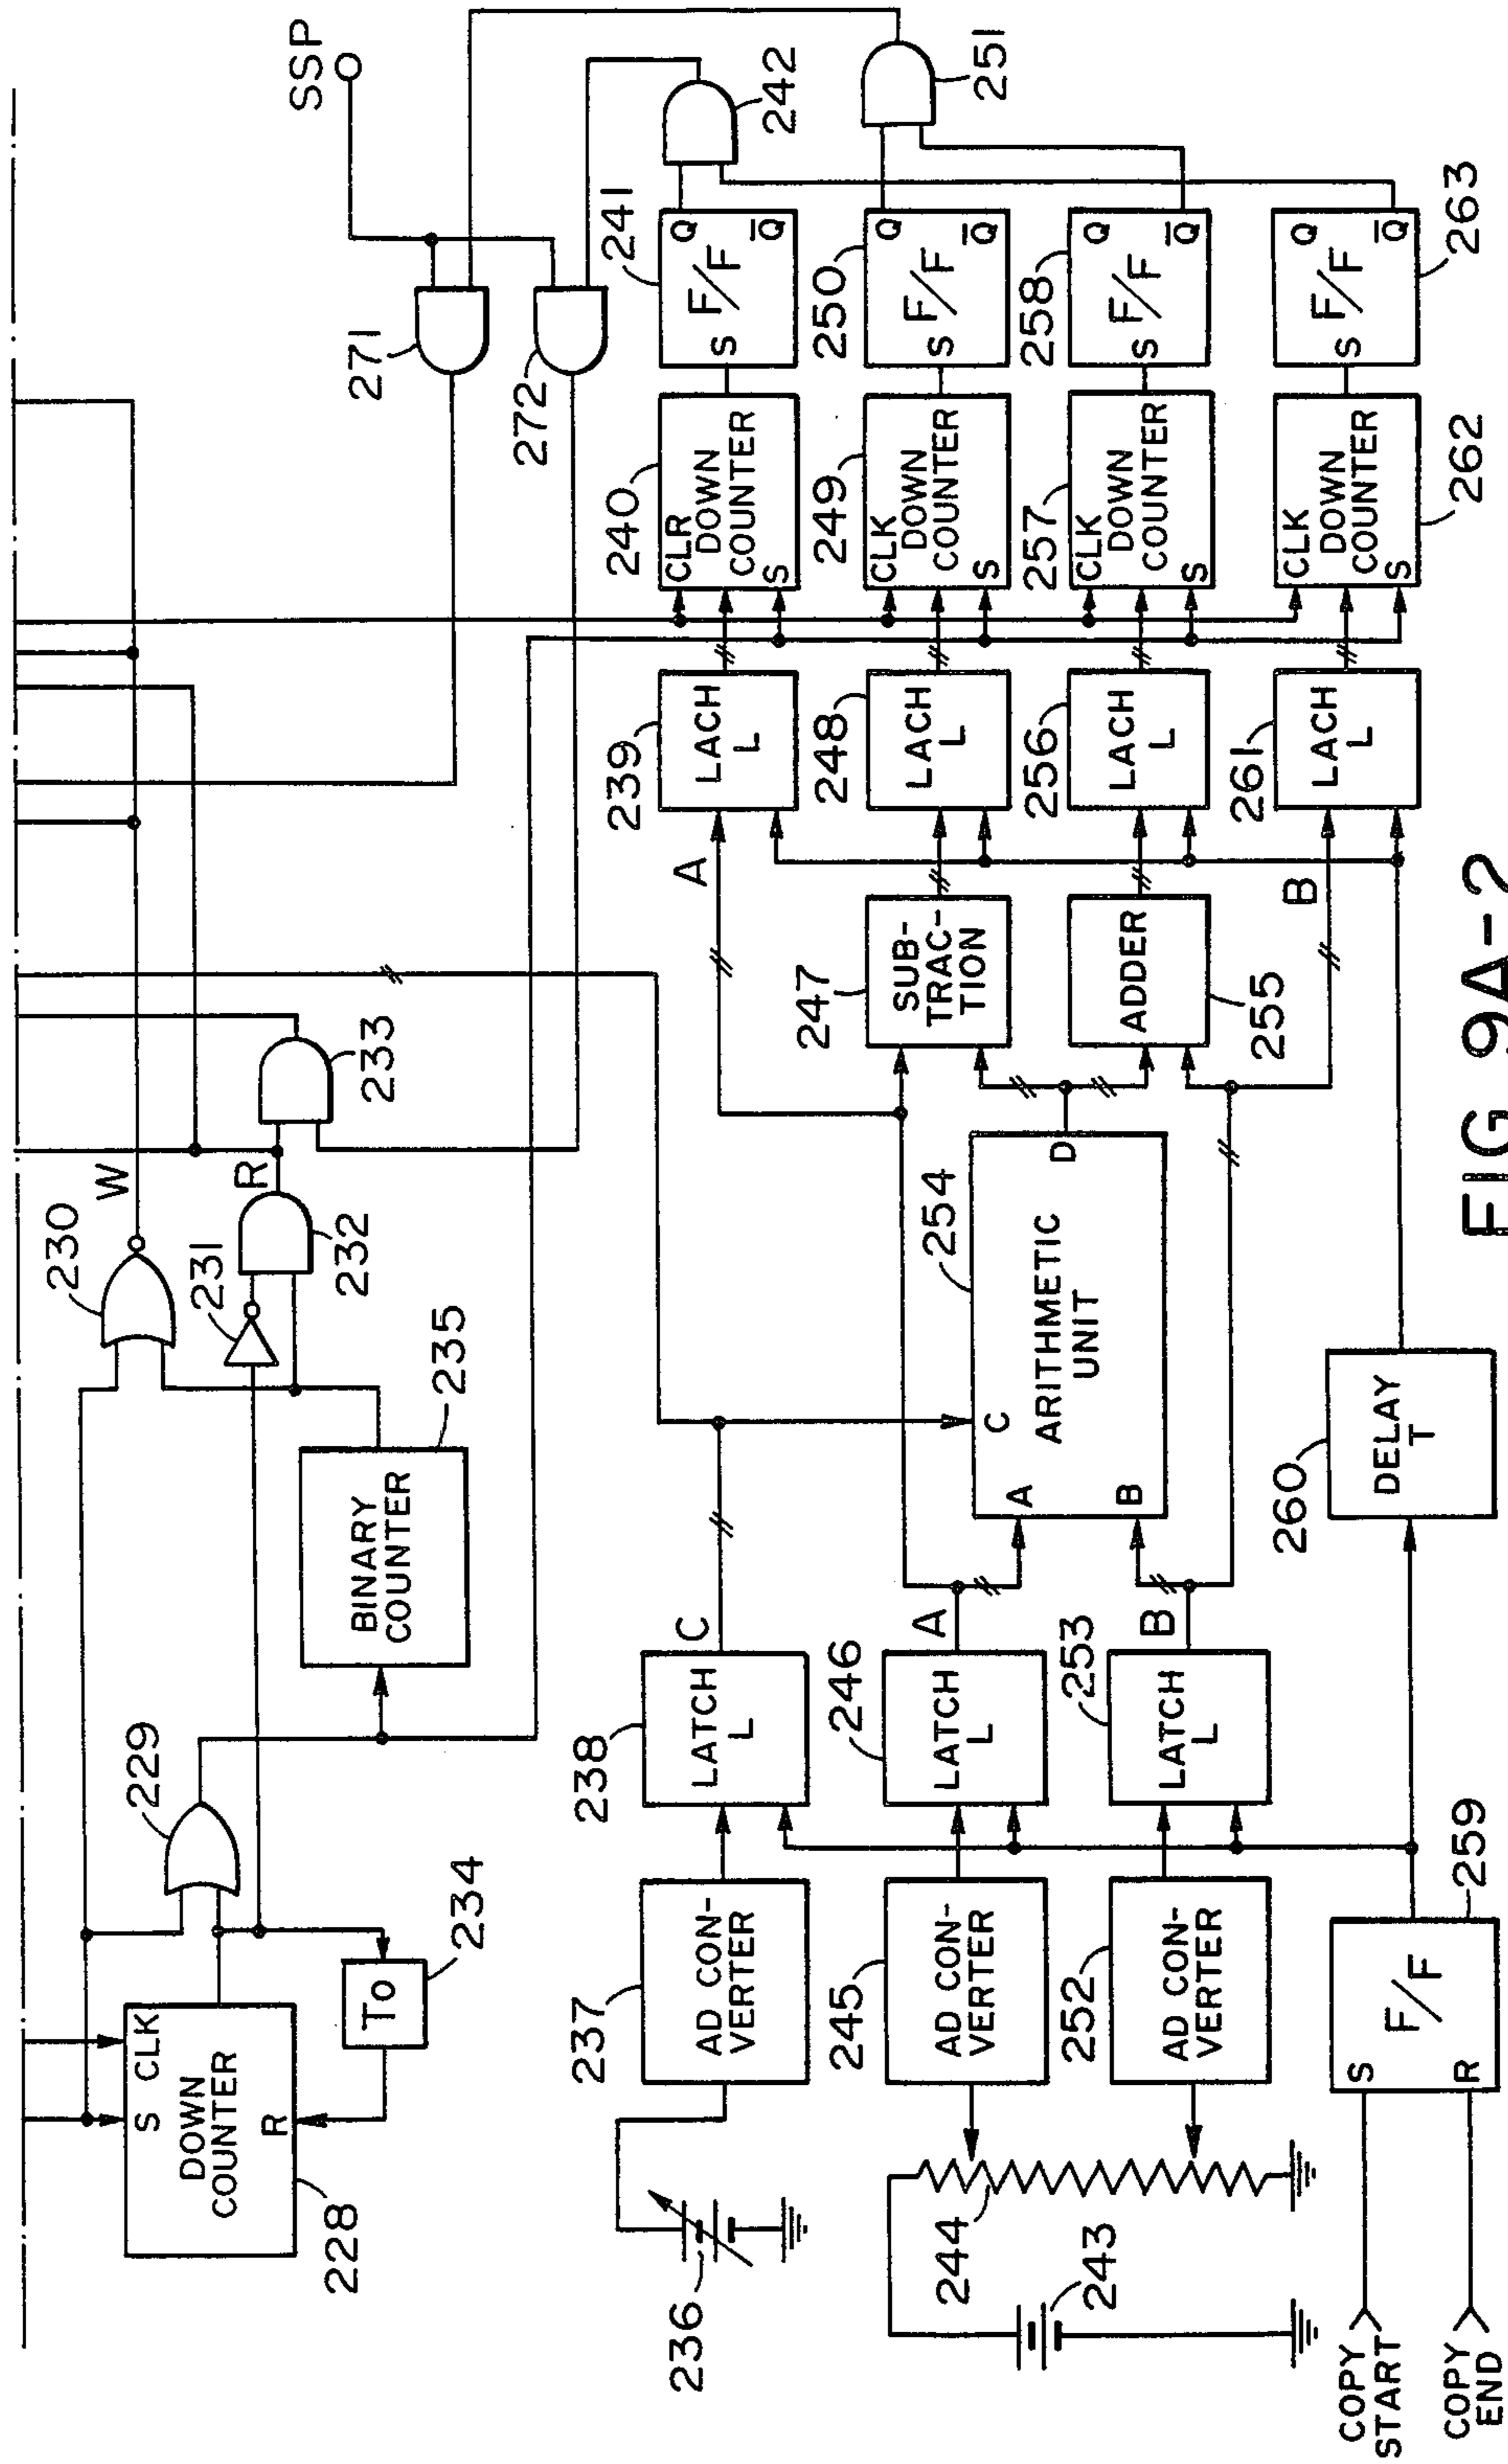 SSP
W
230
R
231
232
233
229
235
BINARY
COUNTER
S CLK
DOWN
COUNTER
R
228
To
234
271
272
242
251
236
237
AD CON-
VERTER
238
LATCH
L
C
243
244
245
AD CON-
VERTER
246
LATCH
L
A
252
AD CON-
VERTER
253
LATCH
L
B
254
A
B
C
D
ARITHMETIC
UNIT
247
SUB-
TRAC-
TION
ADDER
255
A
B
239
LACH
L
240
CLR
DOWN
COUNTER
S
241
S F/F
Q
Q̅
248
LACH
L
249
CLK
DOWN
COUNTER
S
250
S F/F
Q
Q̅
256
LACH
L
257
CLK
DOWN
COUNTER
S
258
S F/F
Q
Q̅
261
LACH
L
CLK
DOWN
COUNTER
S
262
S F/F
Q
Q̅
263
COPY
START
COPY
END
S
R
F/F
259
260
DELAY
T
FIG 9A-2